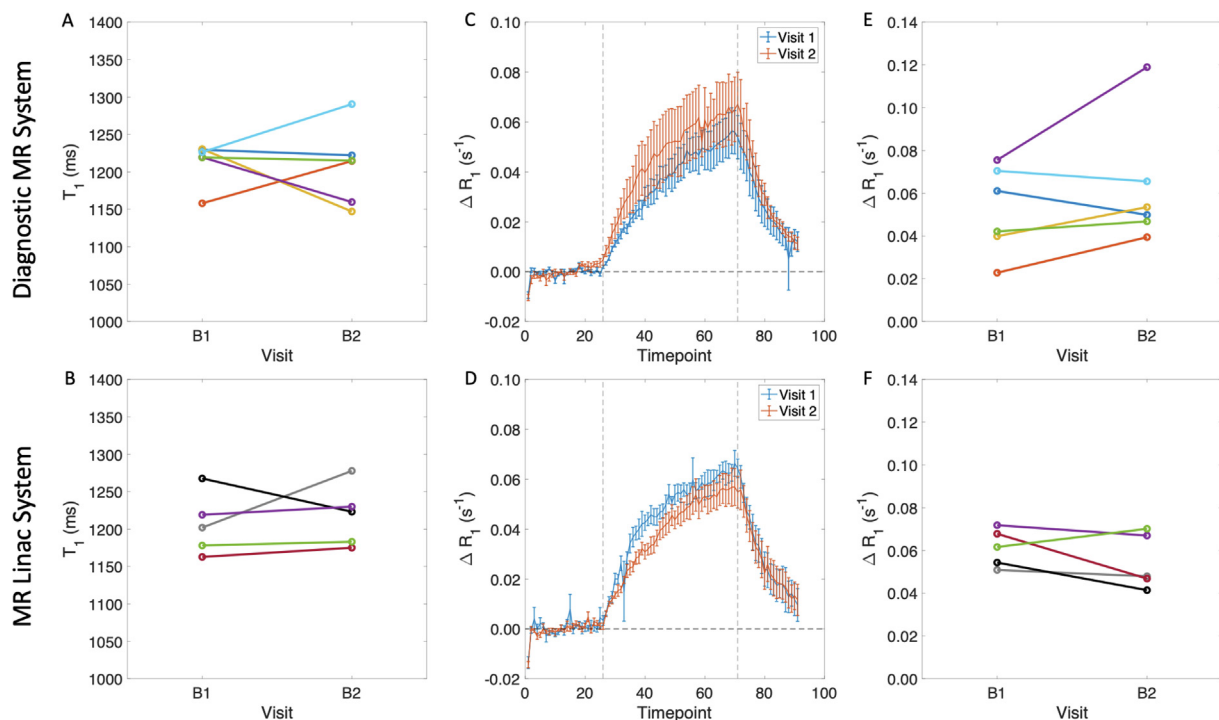 Diagnostic MR System
A
1400
1350
1300
1250
1200
1150
1100
1050
1000
T1 (ms)
B1
B2
Visit
C
0.10
0.08
0.06
0.04
0.02
0.00
-0.02
Δ R1 (s-1)
Visit 1
Visit 2
0
20
40
60
80
100
Timepoint
E
0.14
0.12
0.10
0.08
0.06
0.04
0.02
0.00
Δ R1 (s-1)
B1
B2
Visit
MR Linac System
B
1400
1350
1300
1250
1200
1150
1100
1050
1000
T1 (ms)
B1
B2
Visit
D
0.10
0.08
0.06
0.04
0.02
0.00
-0.02
Δ R1 (s-1)
Visit 1
Visit 2
0
20
40
60
80
100
Timepoint
F
0.14
0.12
0.10
0.08
0.06
0.04
0.02
0.00
Δ R1 (s-1)
B1
B2
Visit